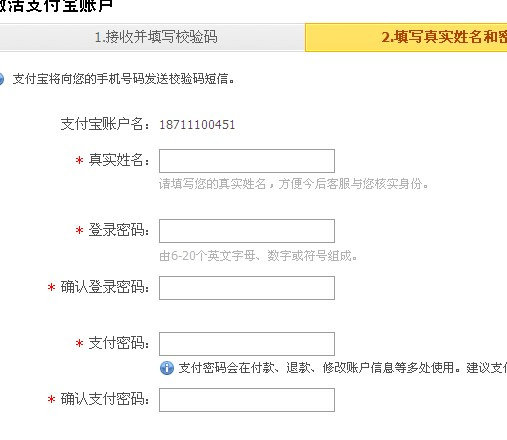 激活支付宝账户
1.接收并填写校验码
2.填写真实姓名和密
支付宝将向您的手机号码发送校验码短信。
支付宝账户名：18711100451
* 真实姓名：
请填写您的真实姓名，方便今后客服与您核实身份。
* 登录密码：
由6-20个英文字母、数字或符号组成。
* 确认登录密码：
* 支付密码：
支付密码会在付款、退款、修改账户信息等多处使用。建议支付
* 确认支付密码：